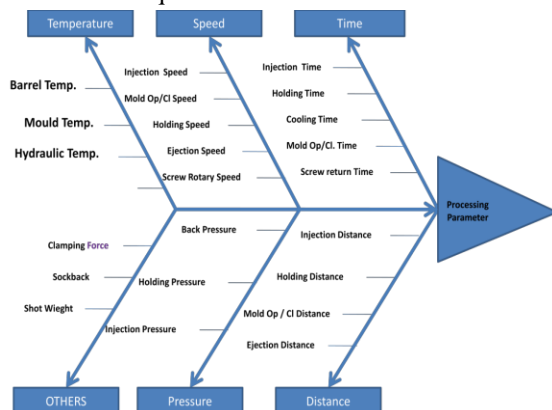 Temperature
Speed
Time
Barrel Temp.
Mould Temp.
Hydraulic Temp.
Injection Speed
Mold Op/Cl Speed
Holding Speed
Ejection Speed
Screw Rotary Speed
Injection Time
Holding Time
Cooling Time
Mold Op/Cl. Time
Screw return Time
Processing
Parameter
Clamping Force
Sockback
Shot Wieght
Back Pressure
Holding Pressure
Injection Pressure
Injection Distance
Holding Distance
Mold Op / Cl Distance
Ejection Distance
OTHERS
Pressure
Distance